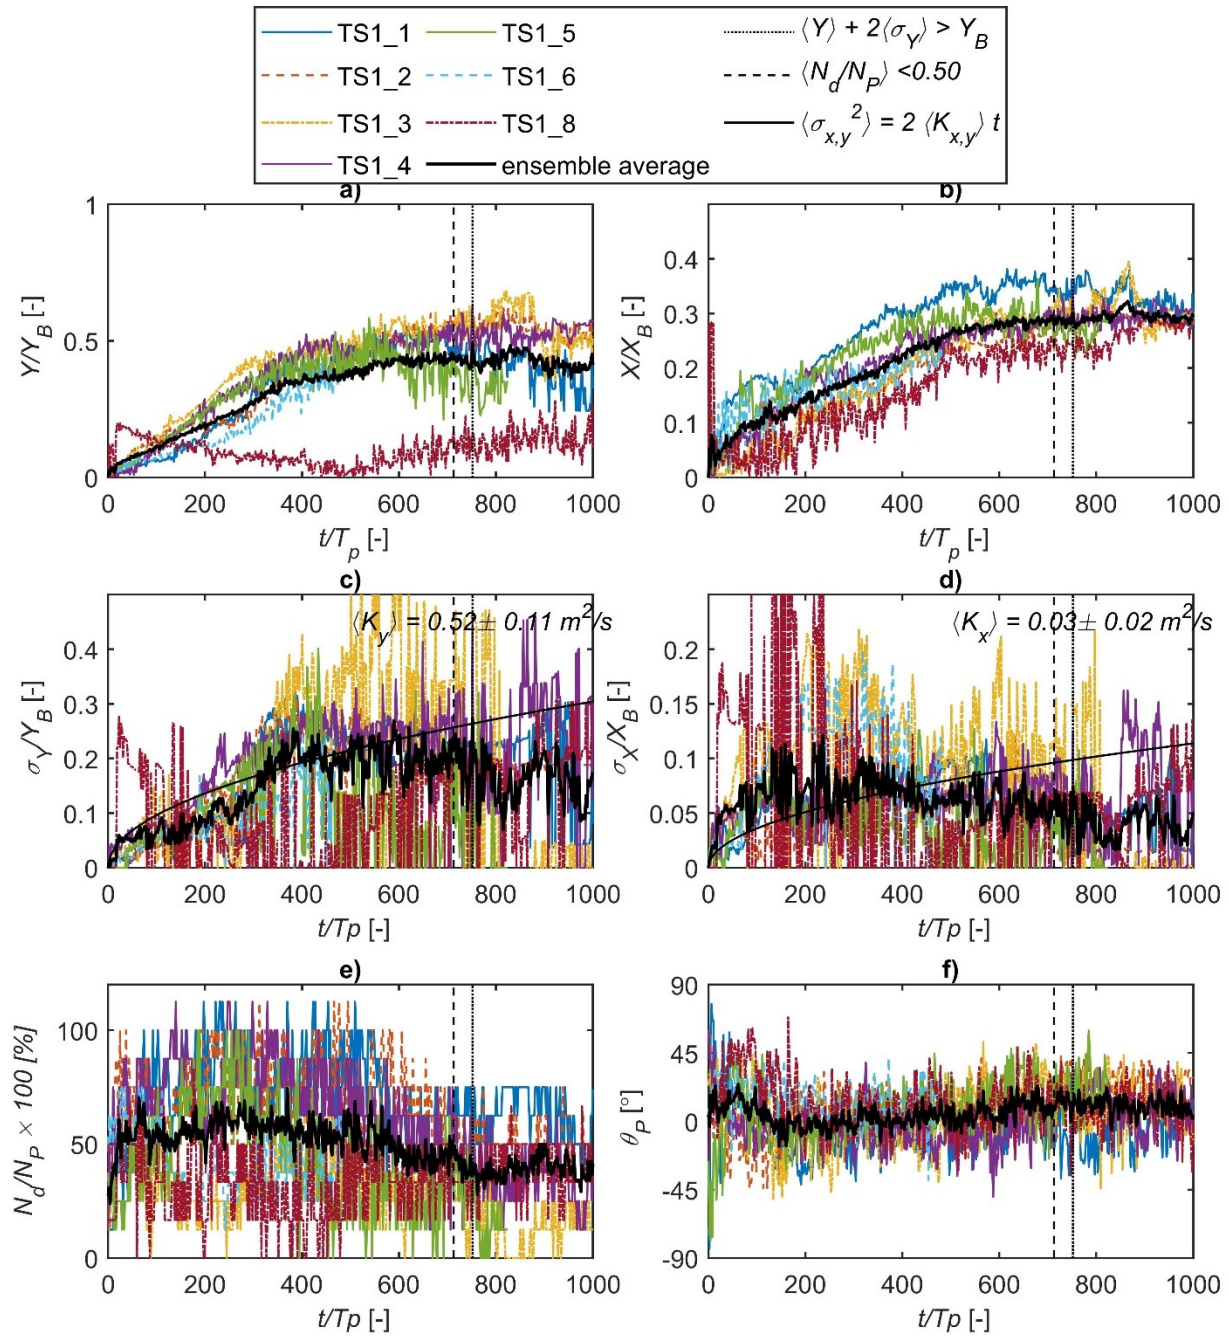 TS1_1 TS1_5 ⟨Y⟩ + 2⟨σ_Y⟩ > Y_B
TS1_2 TS1_6 ⟨N_d/N_P⟩ <0.50
TS1_3 TS1_8 ⟨σ_{x,y}^2⟩ = 2 ⟨K_{x,y}⟩ t
TS1_4 ensemble average
a)
1
0.5
0
Y/Y_B [-]
0 200 400 600 800 1000
t/T_p [-]
b)
0.4
0.3
0.2
0.1
0
X/X_B [-]
0 200 400 600 800 1000
t/T_p [-]
c)
⟨K_y⟩ = 0.52± 0.11 m^2/s
0.4
0.3
0.2
0.1
0
σ_Y/Y_B [-]
0 200 400 600 800 1000
t/Tp [-]
d)
⟨K_x⟩ = 0.03± 0.02 m^2/s
0.2
0.15
0.1
0.05
0
σ_X/X_B [-]
0 200 400 600 800 1000
t/Tp [-]
e)
100
50
0
N_d/N_P × 100 [%]
0 200 400 600 800 1000
t/Tp [-]
f)
90
45
0
-45
-90
θ_P [°]
0 200 400 600 800 1000
t/Tp [-]